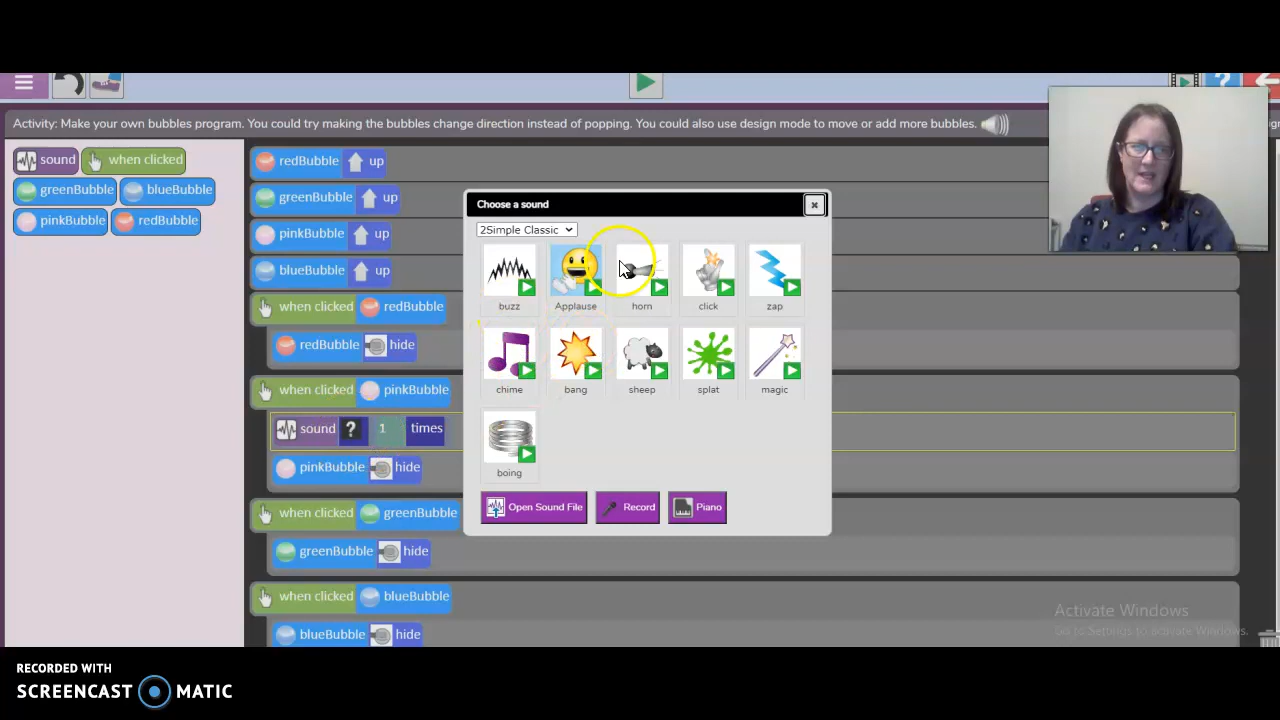 Activity: Make your own bubbles program. You could try making the bubbles change direction instead of popping. You could also use design mode to move or add more bubbles.
sound when clicked
greenBubble blueBubble
pinkBubble redBubble
redBubble up
greenBubble up
pinkBubble up
blueBubble up
when clicked redBubble
redBubble hide
when clicked pinkBubble
sound ? 1 times
pinkBubble hide
when clicked greenBubble
greenBubble hide
when clicked blueBubble
blueBubble hide
Choose a sound
2Simple Classic
buzz Applause horn click zap
chime bang sheep splat magic
boing
Open Sound File Record Piano
Activate Windows
Go to Settings to activate Windows.
RECORDED WITH
SCREENCAST MATIC